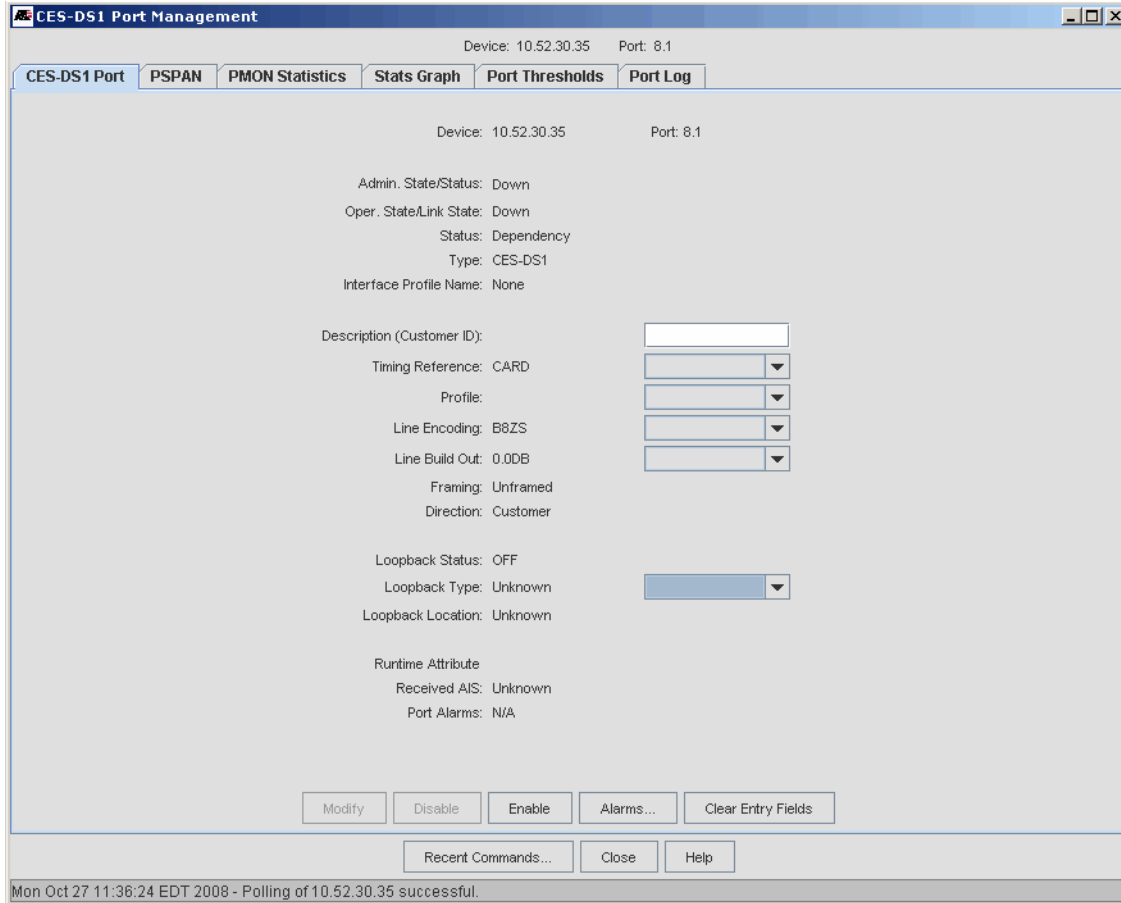 CES-DS1 Port Management
Device: 10.52.30.35 Port: 8.1
CES-DS1 Port PSPAN PMON Statistics Stats Graph Port Thresholds Port Log
Device: 10.52.30.35 Port: 8.1
Admin. State/Status: Down
Oper. State/Link State: Down
Status: Dependency
Type: CES-DS1
Interface Profile Name: None
Description (Customer ID):
Timing Reference: CARD
Profile:
Line Encoding: B8ZS
Line Build Out: 0.0DB
Framing: Unframed
Direction: Customer
Loopback Status: OFF
Loopback Type: Unknown
Loopback Location: Unknown
Runtime Attribute
Received AIS: Unknown
Port Alarms: N/A
Modify Disable Enable Alarms... Clear Entry Fields
Recent Commands... Close Help
Mon Oct 27 11:36:24 EDT 2008 - Polling of 10.52.30.35 successful.